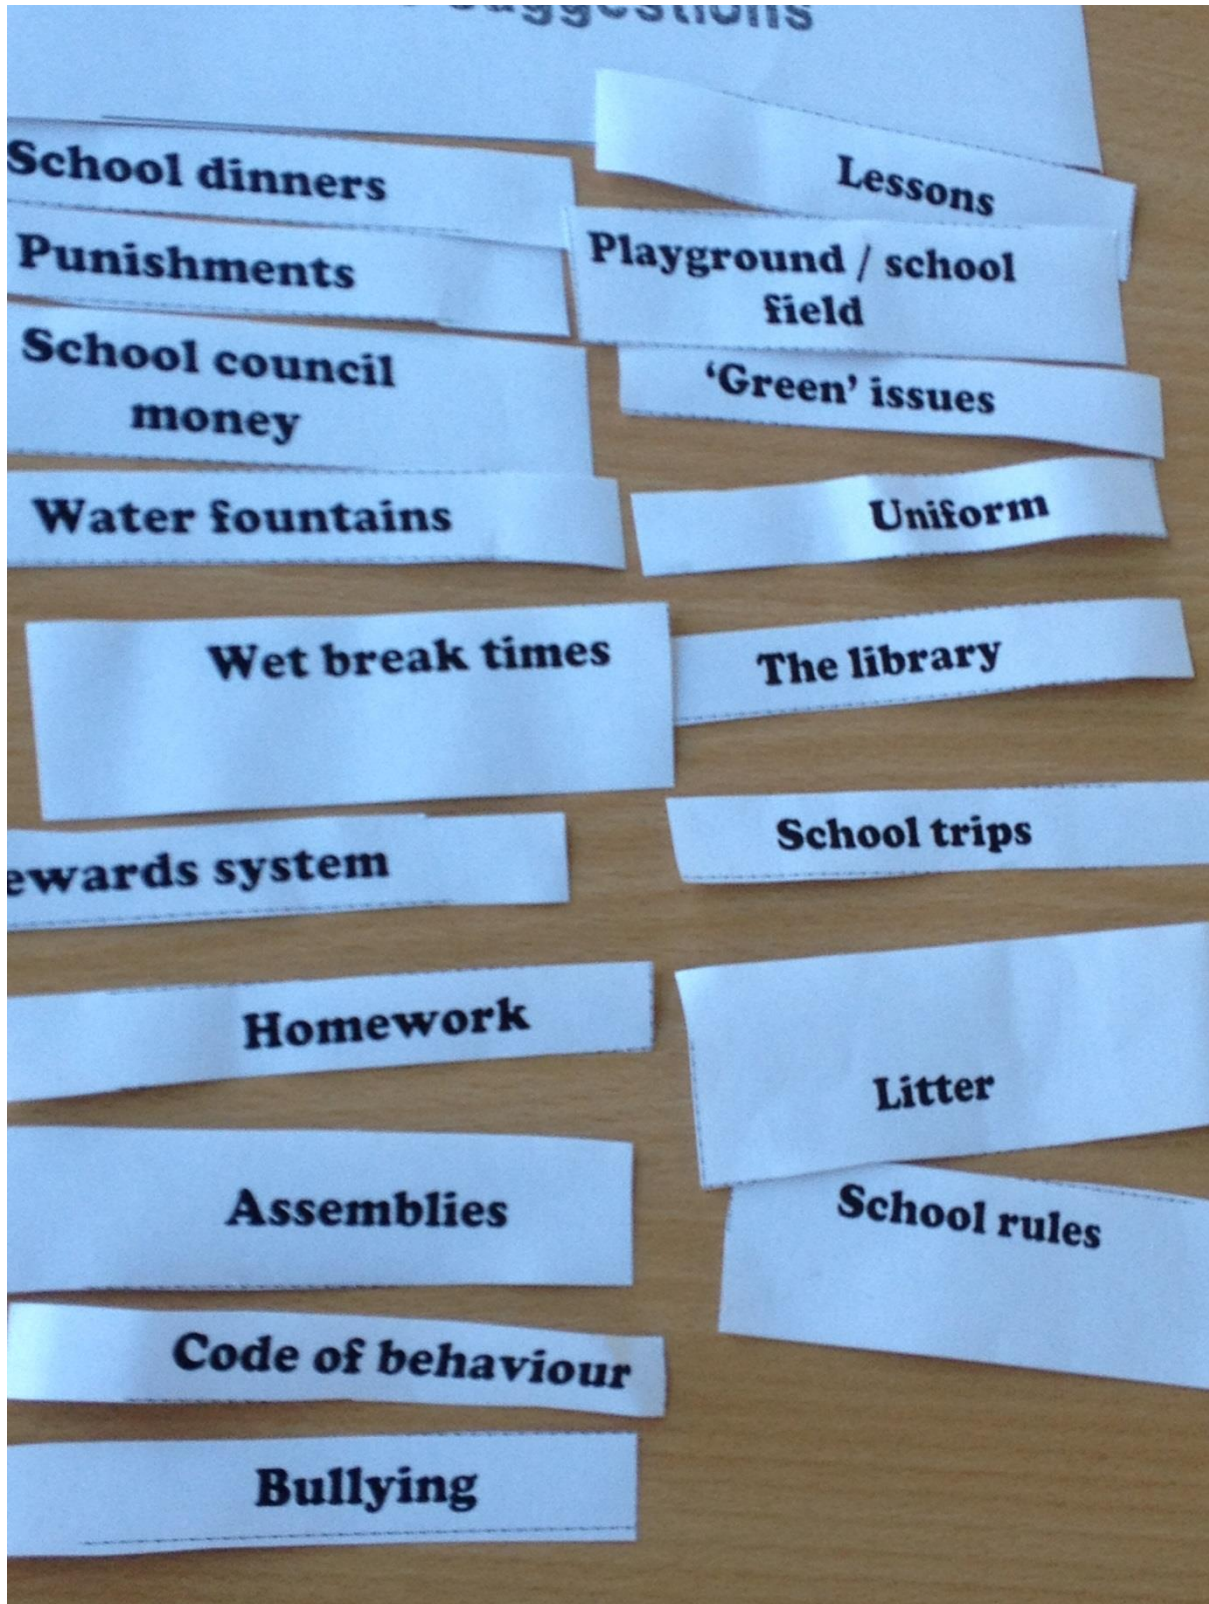 suggestions
School dinners
Punishments
School council
money
Water fountains
Wet break times
ewards system
Homework
Assemblies
Code of behaviour
Bullying
Lessons
Playground / school
field
‘Green’ issues
Uniform
The library
School trips
Litter
School rules